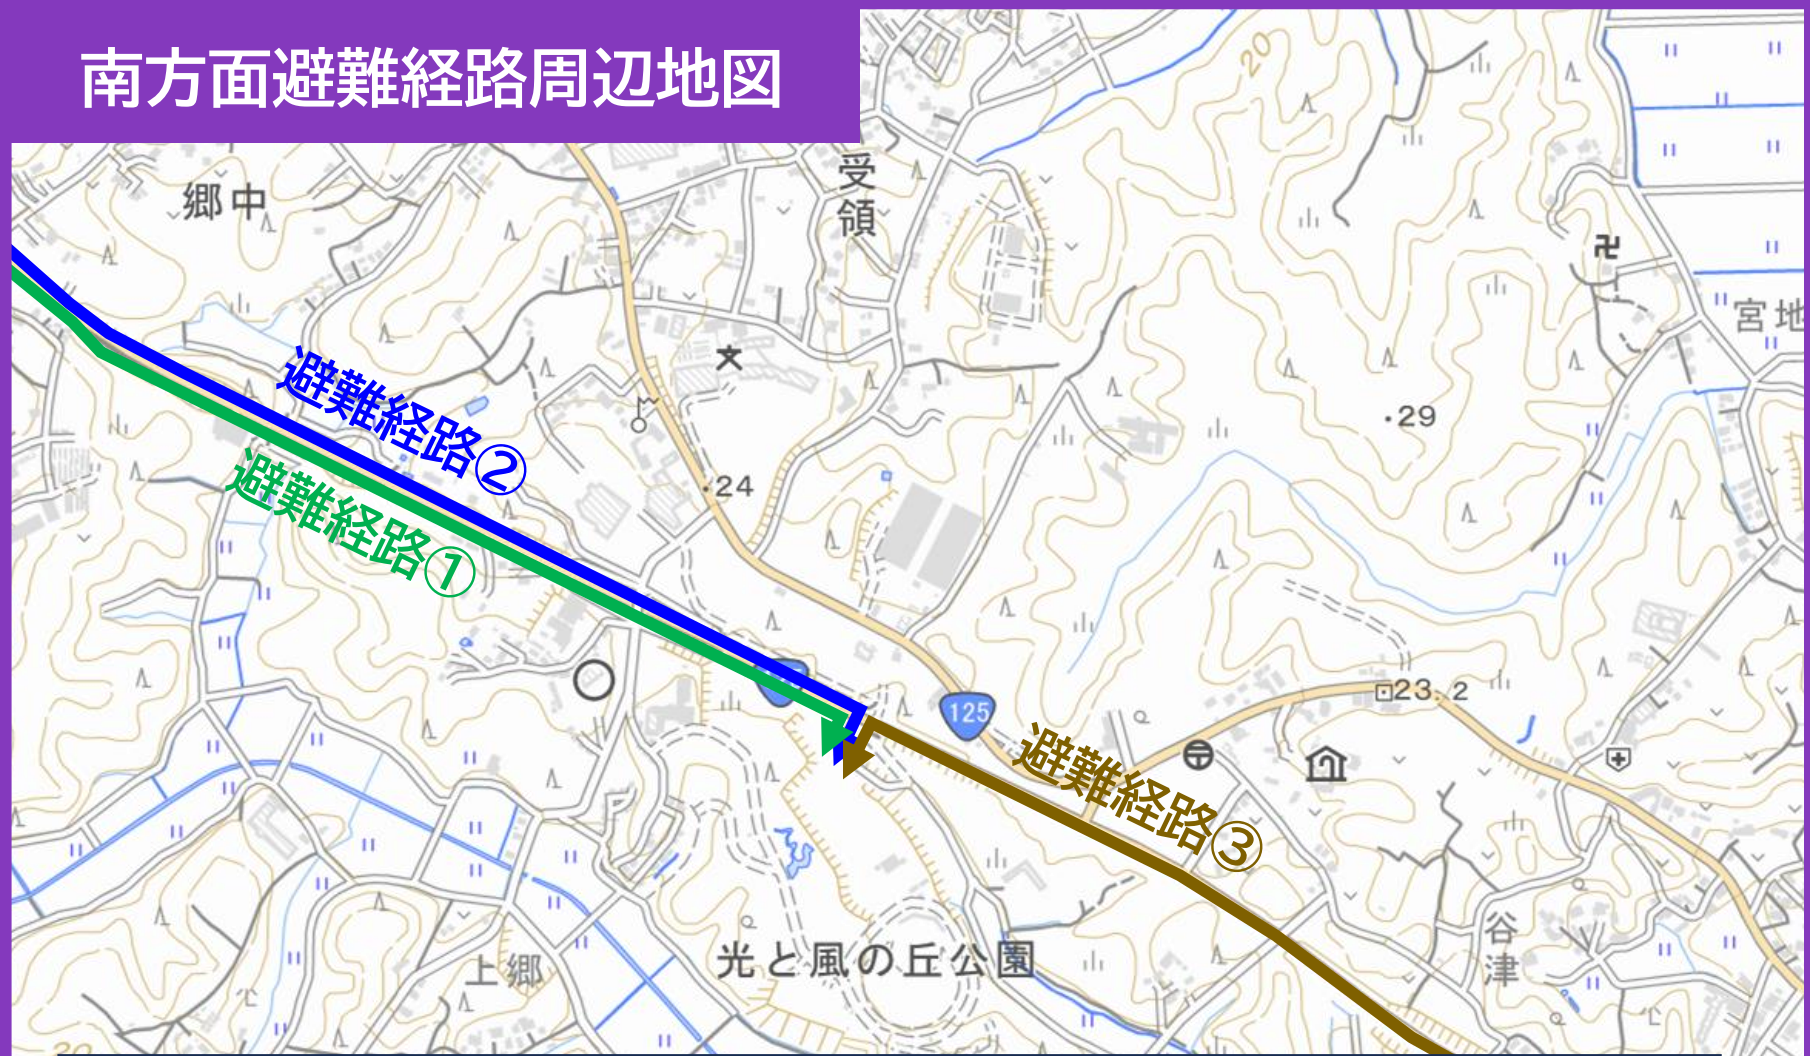 南方面避難経路周辺地図
20
受領
郷中
宮地
避難経路②
29
避難経路①
24
125
23.2
避難経路③
谷津
光と風の丘公園
上郷